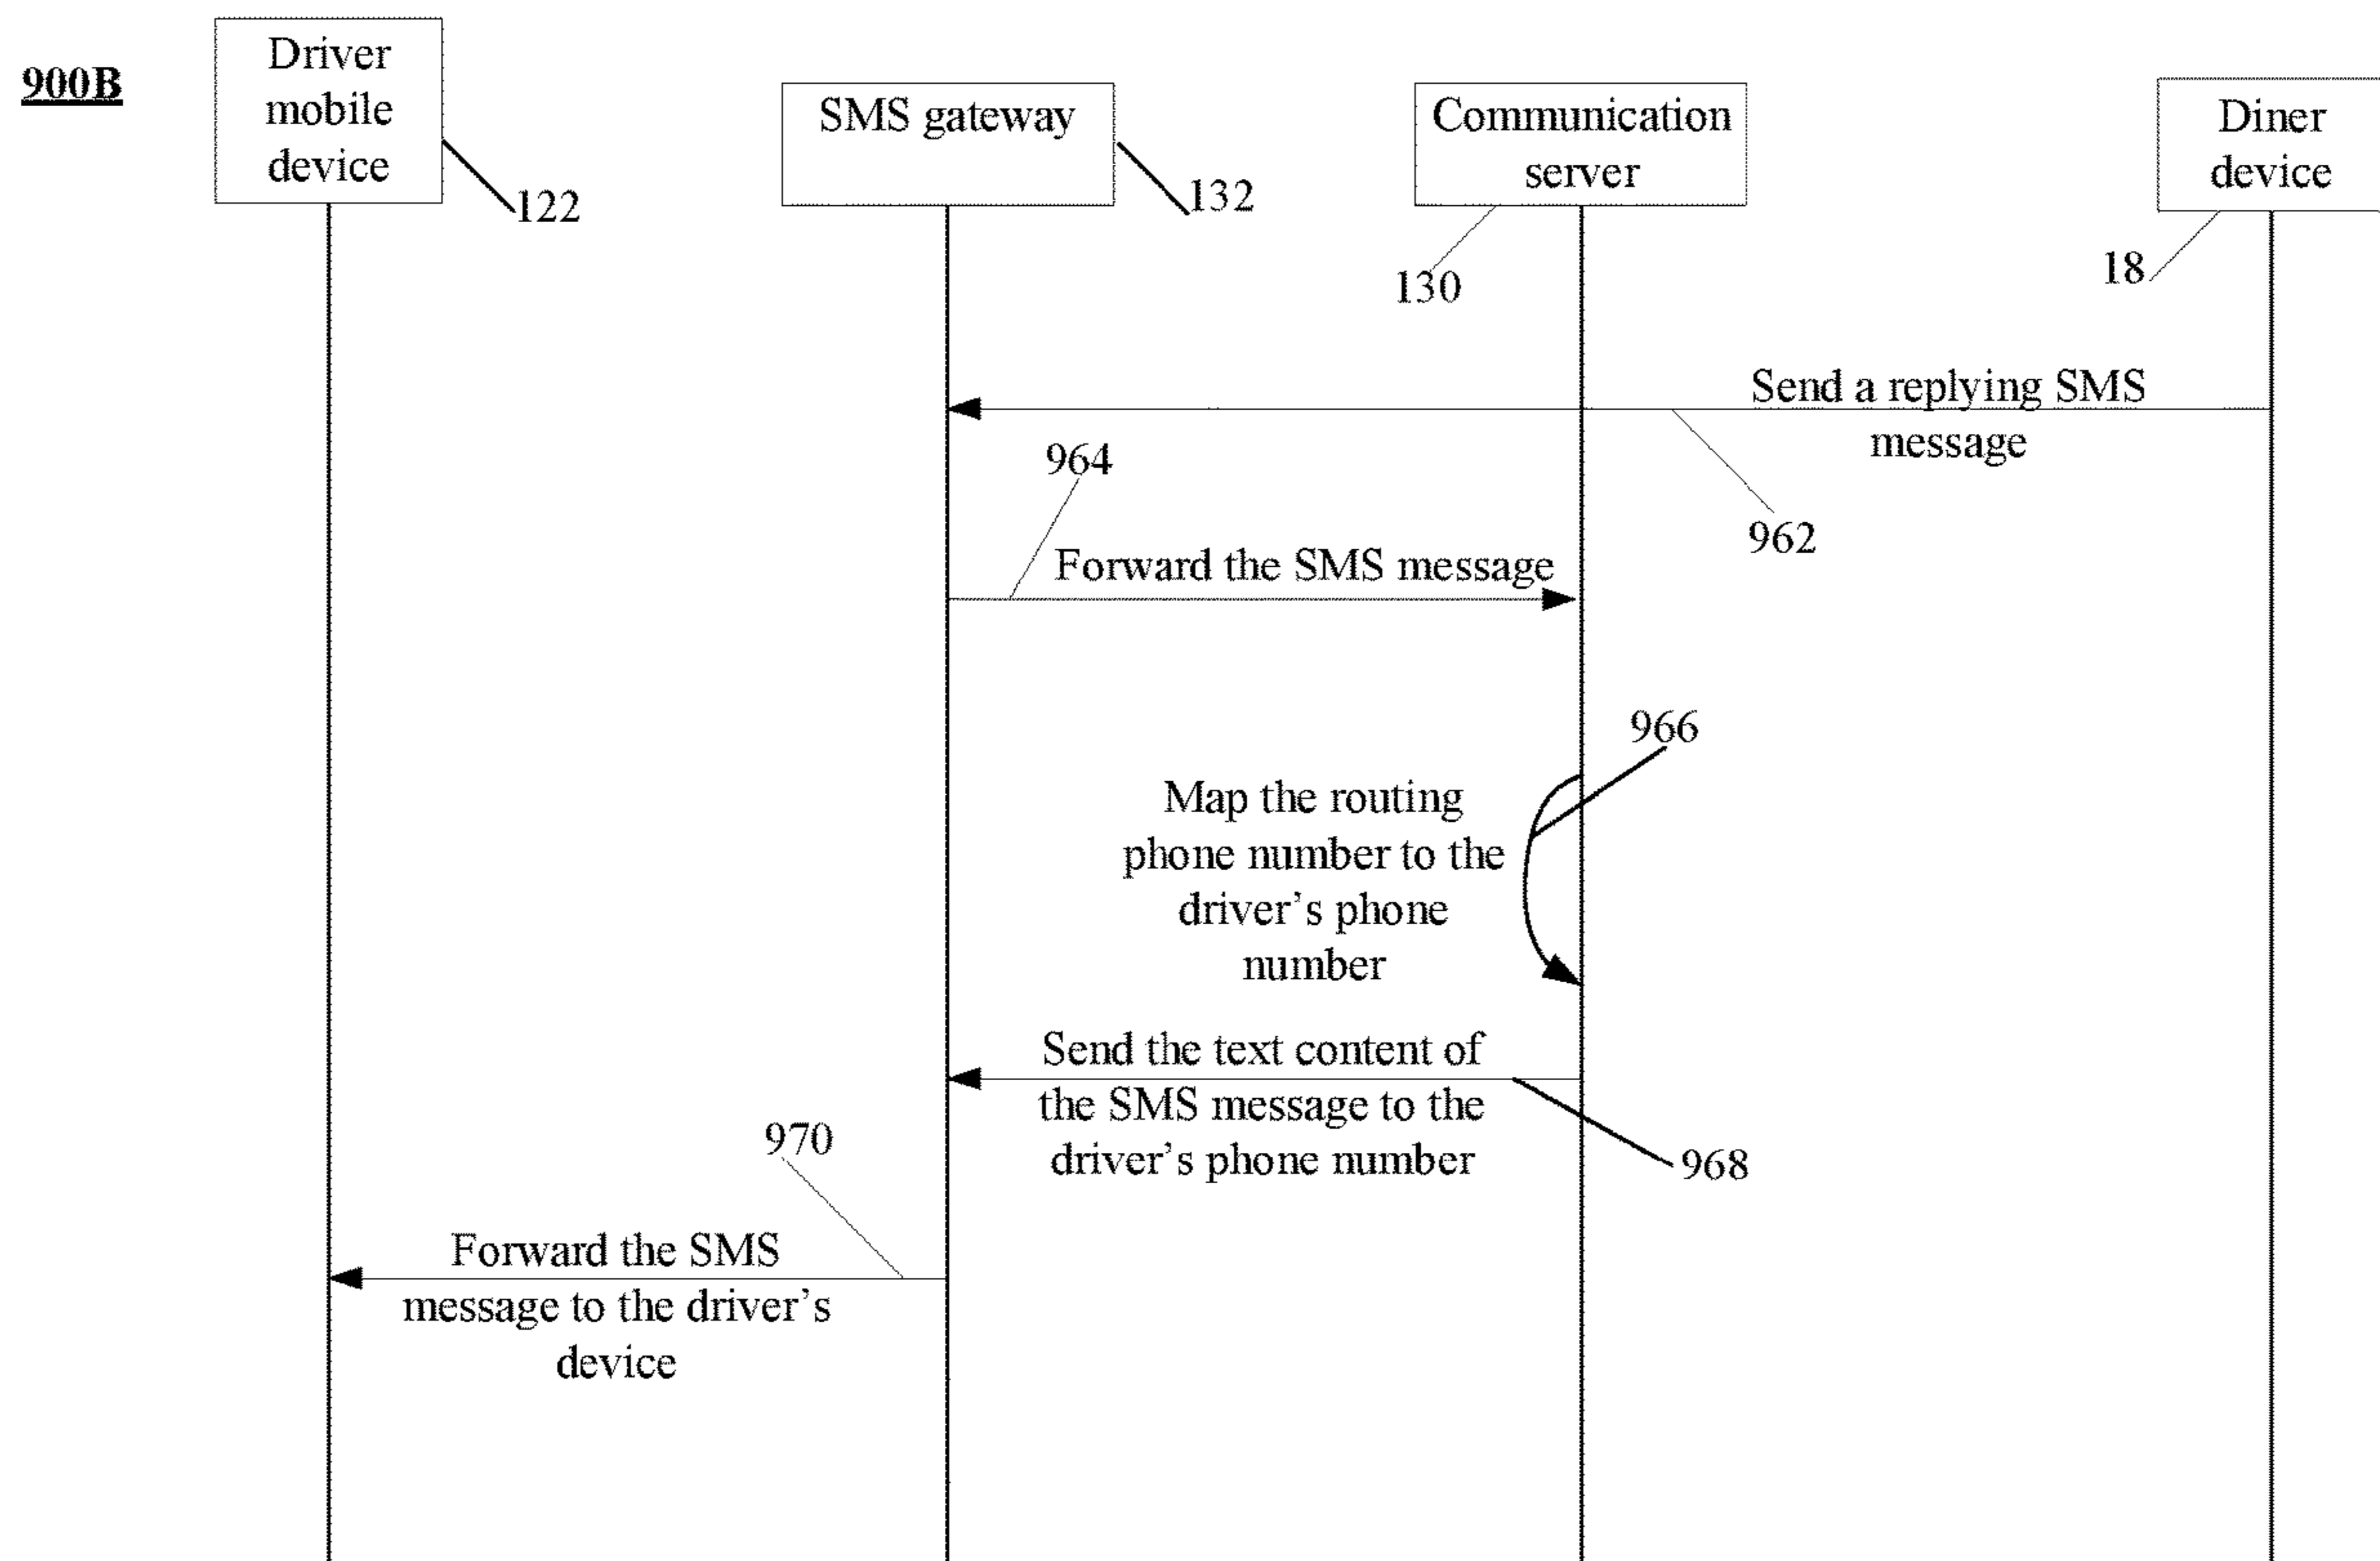 900B
Driver
mobile
device
122
SMS gateway
132
Communication
server
130
Diner
device
18
Send a replying SMS
message
962
964
Forward the SMS message
966
Map the routing
phone number to the
driver's phone
number
Send the text content of
the SMS message to the
driver's phone number
968
970
Forward the SMS
message to the driver's
device